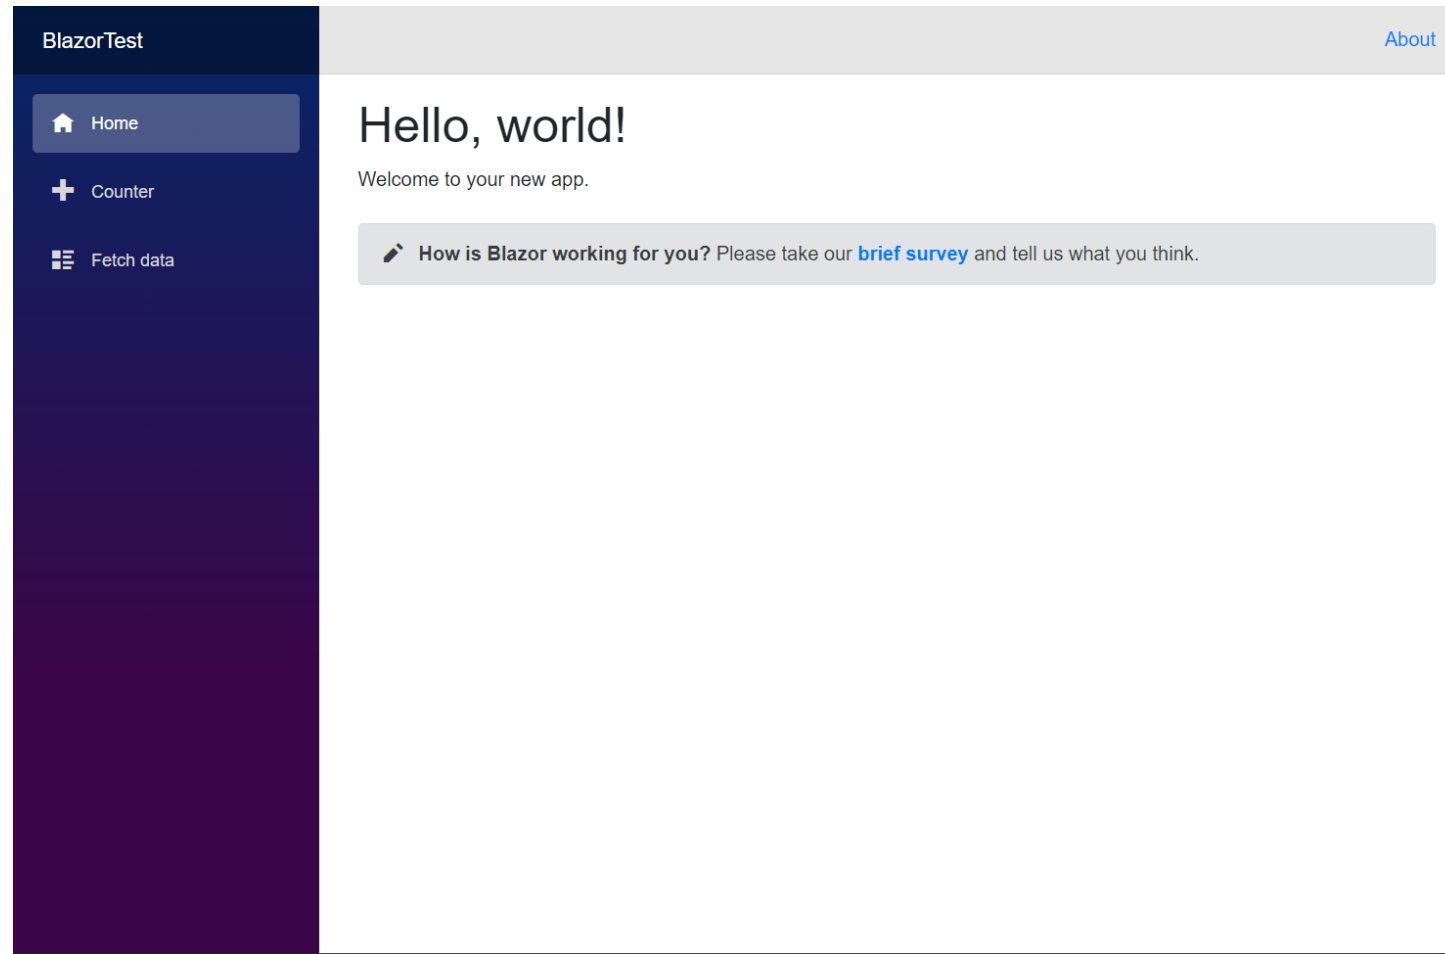 BlazorTest
About
Home
Counter
Fetch data
Hello, world!
Welcome to your new app.
How is Blazor working for you? Please take our brief survey and tell us what you think.